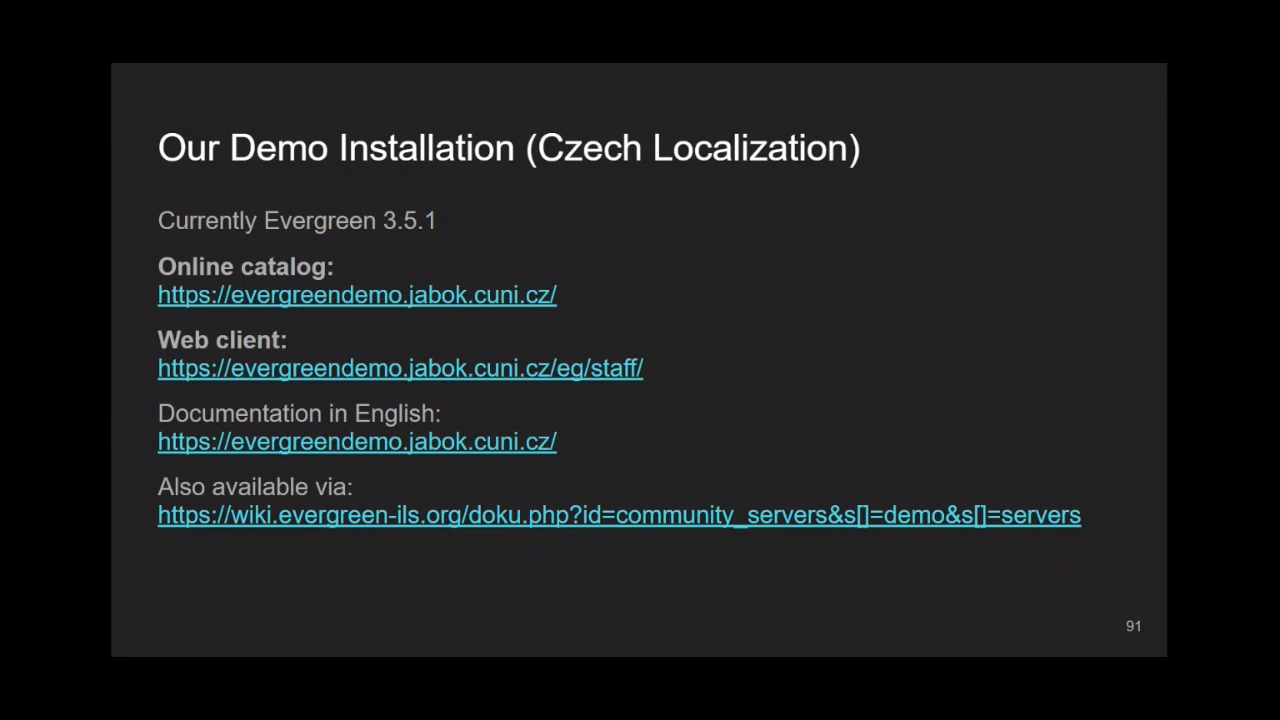 Our Demo Installation (Czech Localization)
Currently Evergreen 3.5.1
Online catalog:
https://evergreendemo.jabok.cuni.cz/
Web client:
https://evergreendemo.jabok.cuni.cz/eg/staff/
Documentation in English:
https://evergreendemo.jabok.cuni.cz/
Also available via:
https://wiki.evergreen-ils.org/doku.php?id=community_servers&s[]=demo&s[]=servers
91